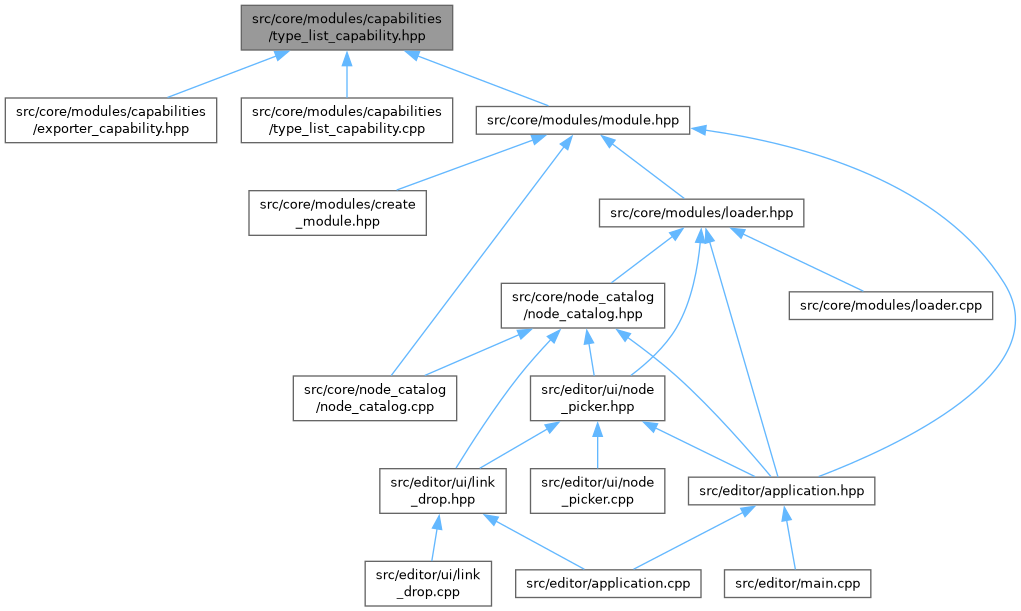 src/core/modules/capabilities
/type_list_capability.hpp
src/core/modules/capabilities
/exporter_capability.hpp
src/core/modules/capabilities
/type_list_capability.cpp
src/core/modules/module.hpp
src/core/modules/create
_module.hpp
src/core/modules/loader.hpp
src/core/node_catalog
/node_catalog.hpp
src/core/modules/loader.cpp
src/core/node_catalog
/node_catalog.cpp
src/editor/ui/node
_picker.hpp
src/editor/ui/link
_drop.hpp
src/editor/ui/node
_picker.cpp
src/editor/application.hpp
src/editor/ui/link
_drop.cpp
src/editor/application.cpp
src/editor/main.cpp